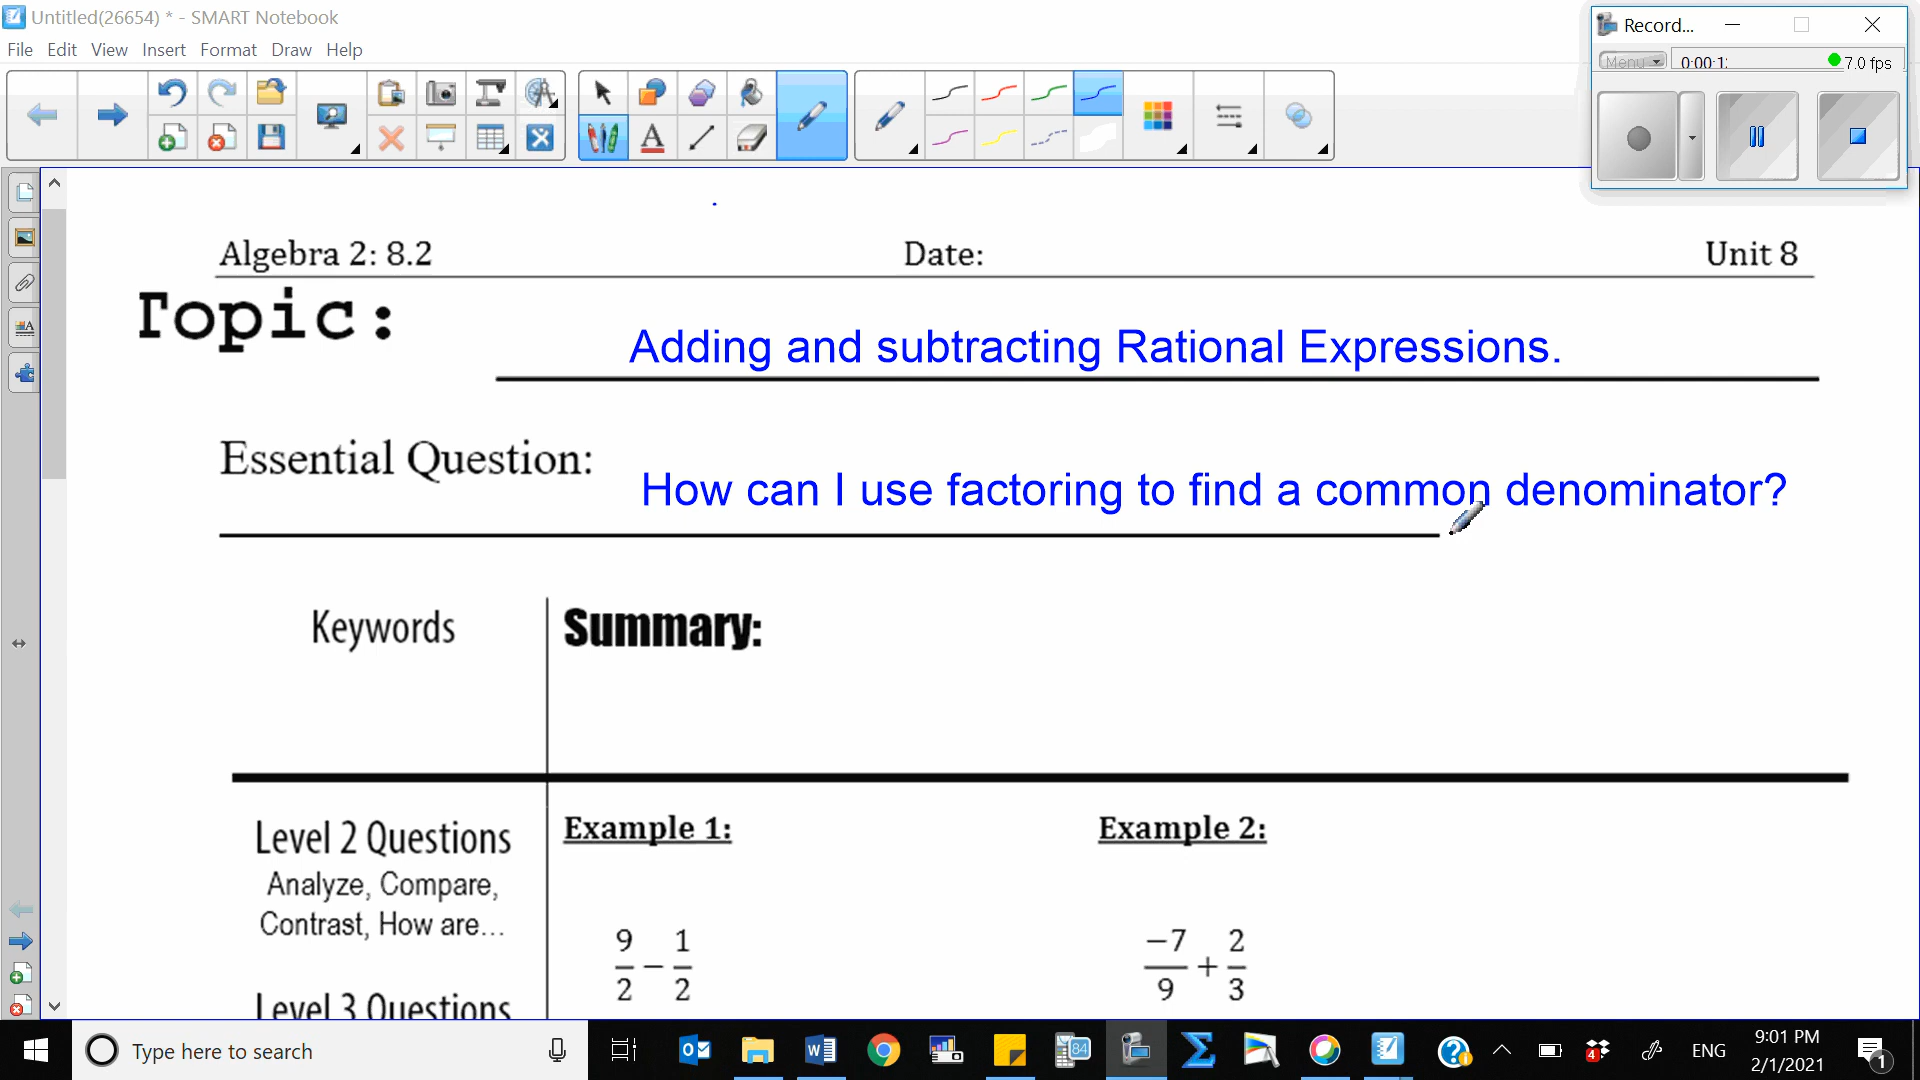 Untitled(26654) * - SMART Notebook
File Edit View Insert Format Draw Help
Record...
Menu
7.0 fps
Algebra 2: 8.2 Date: Unit 8
Topic:
Adding and subtracting Rational Expressions.
Essential Question:
How can I use factoring to find a common denominator?
Keywords
Summary:
Level 2 Questions
Analyze, Compare,
Contrast, How are...
Level 3 Questions
Example 1:
9/2 − 1/2
Example 2:
−7/9 + 2/3
Type here to search
84
4
ENG
9:01 PM
2/1/2021
1